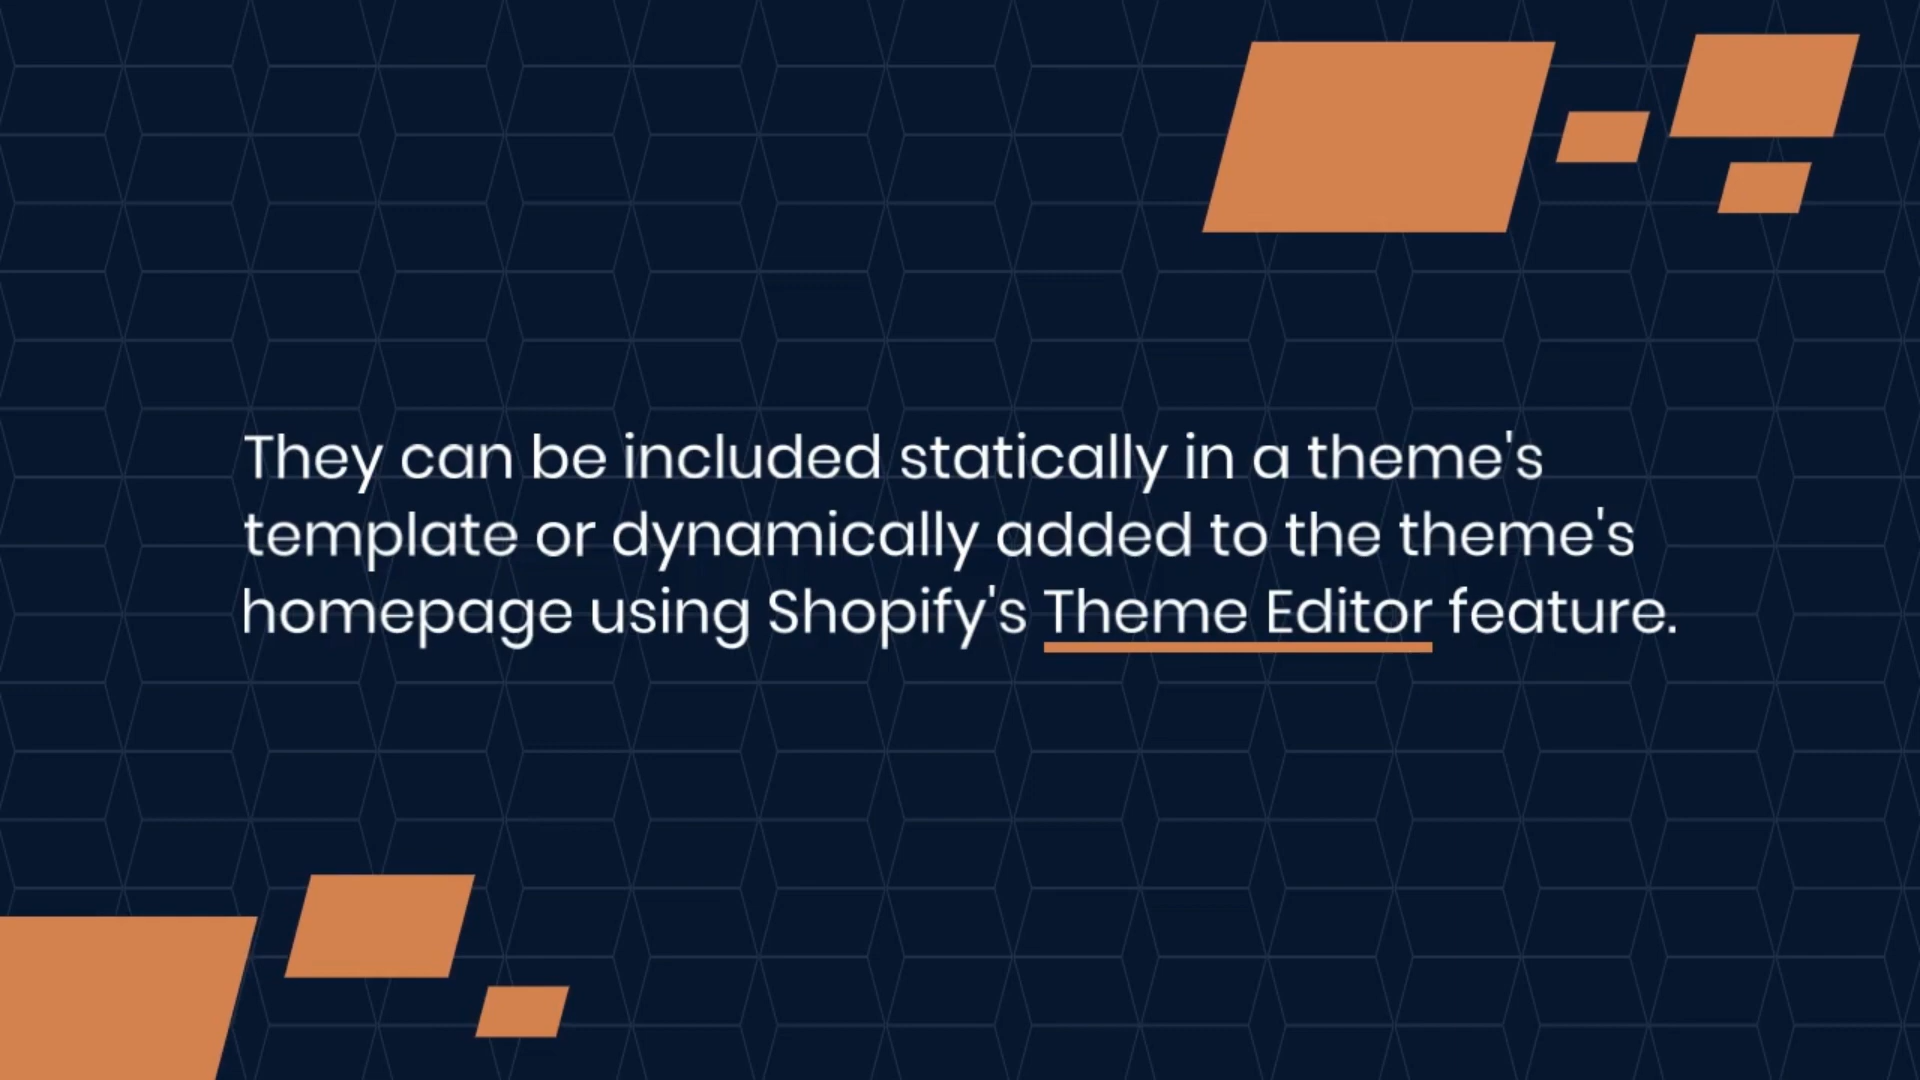 They can be included statically in a theme's
template or dynamically added to the theme's
homepage using Shopify's Theme Editor feature.